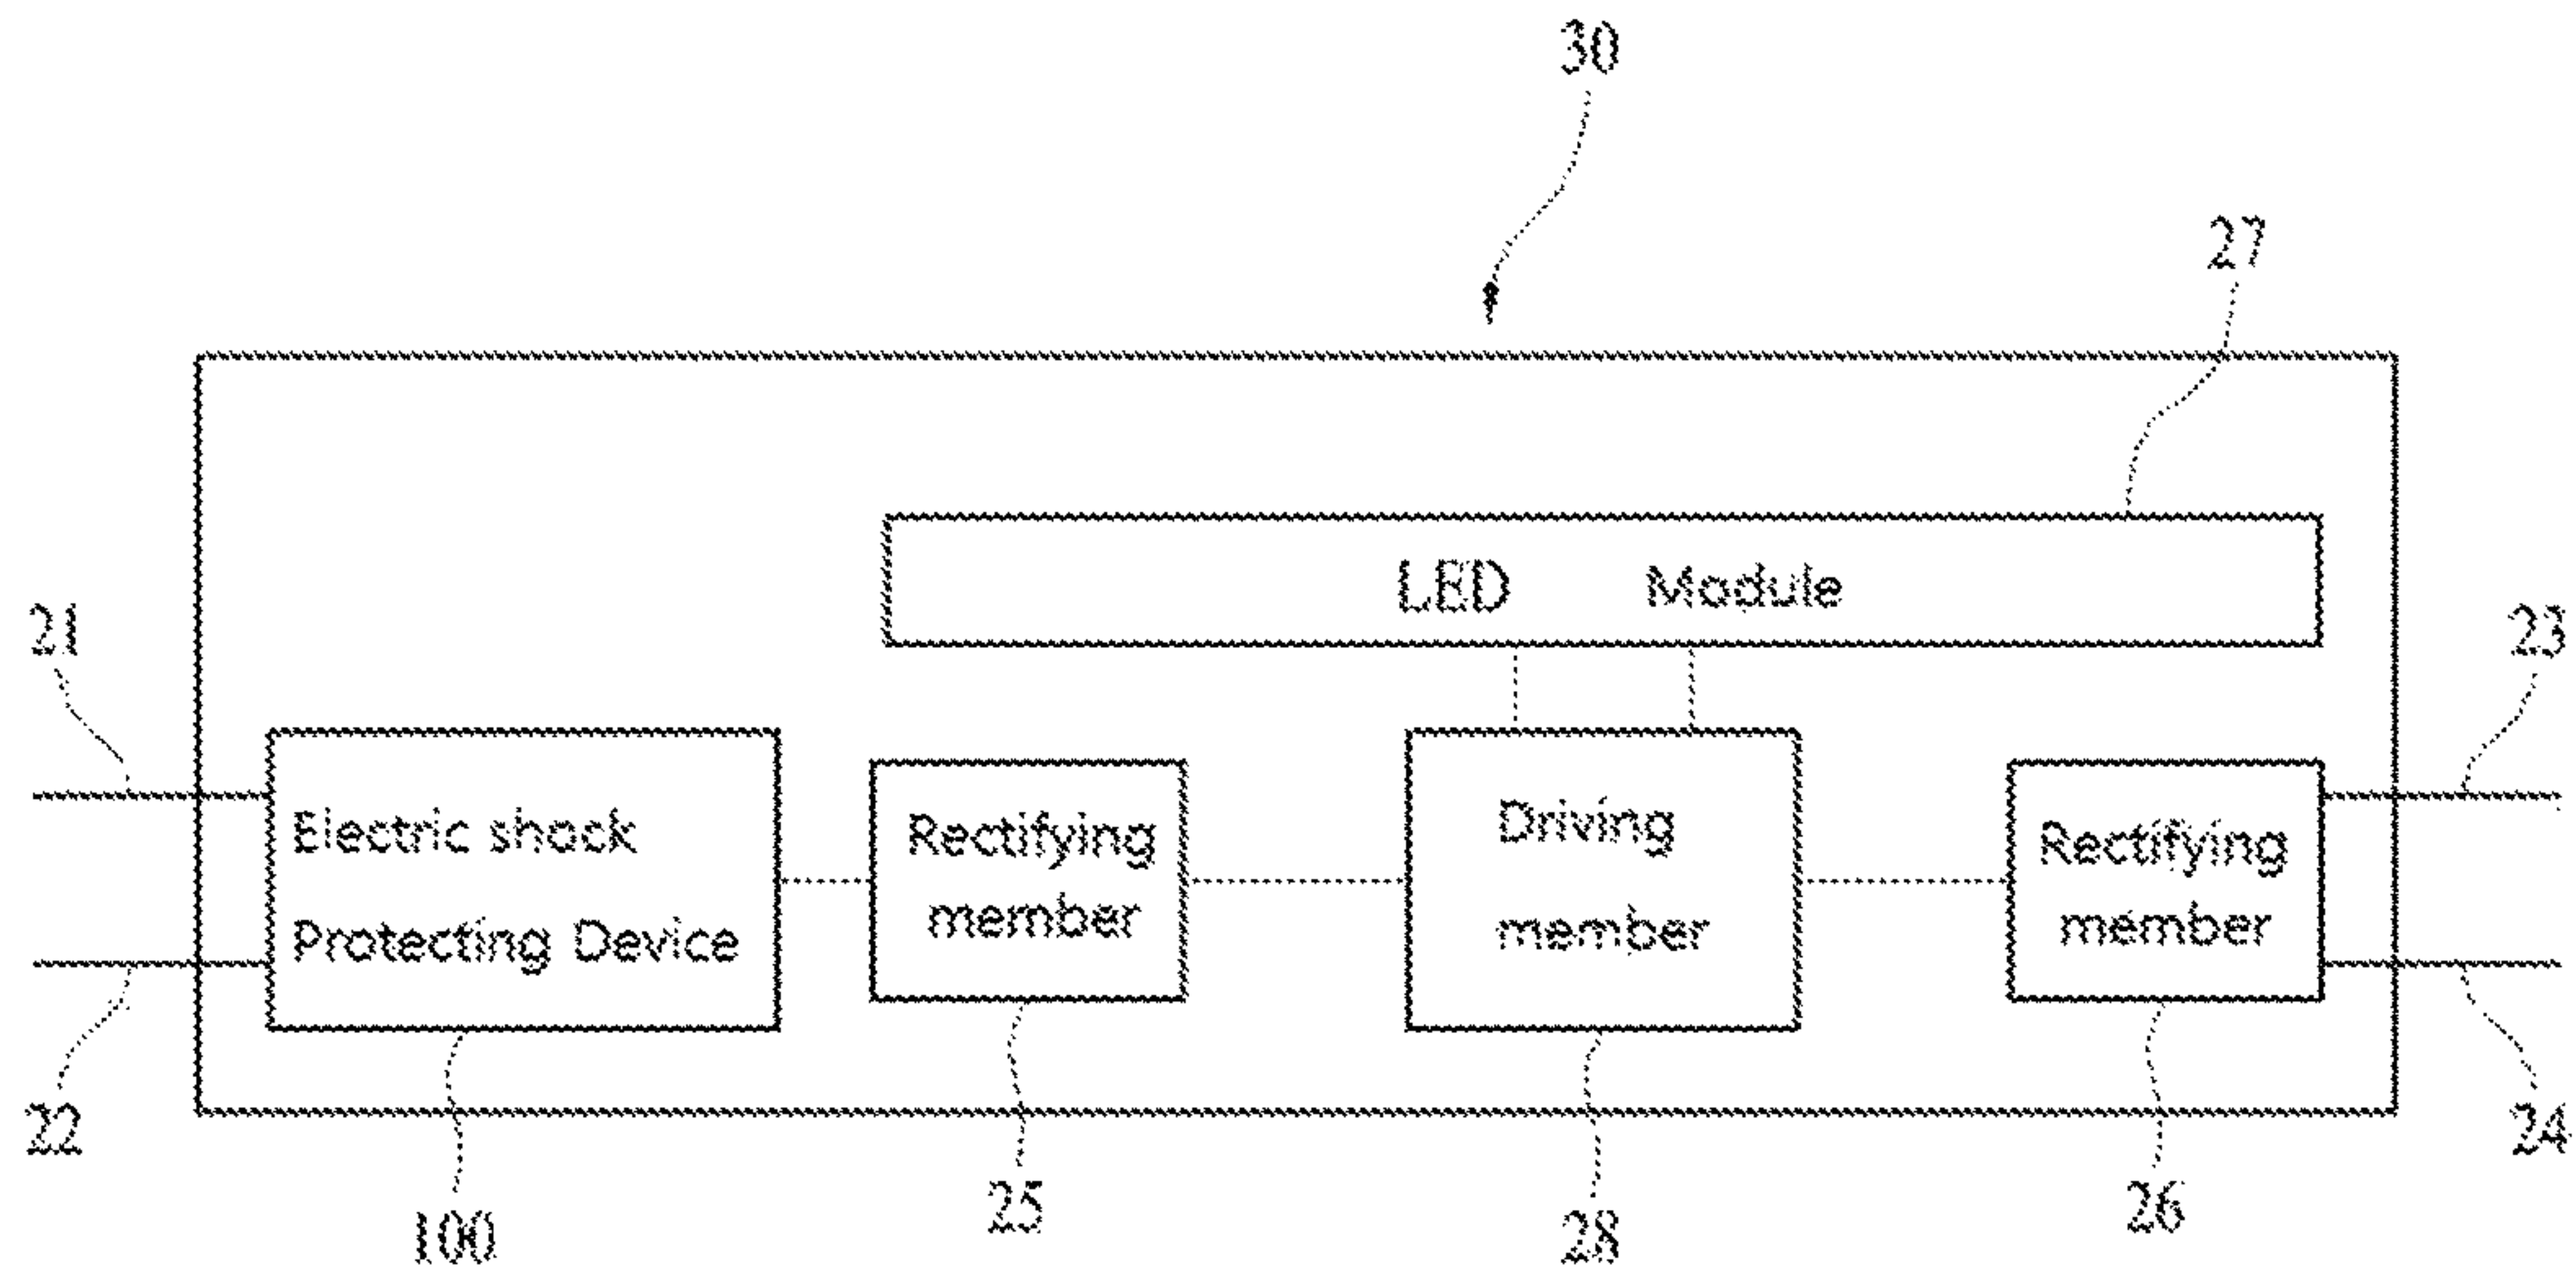 30
27
LED Module
21
23
Electric shock
Protecting Device
Rectifying
member
Driving
member
Rectifying
member
22
24
100
25
28
26